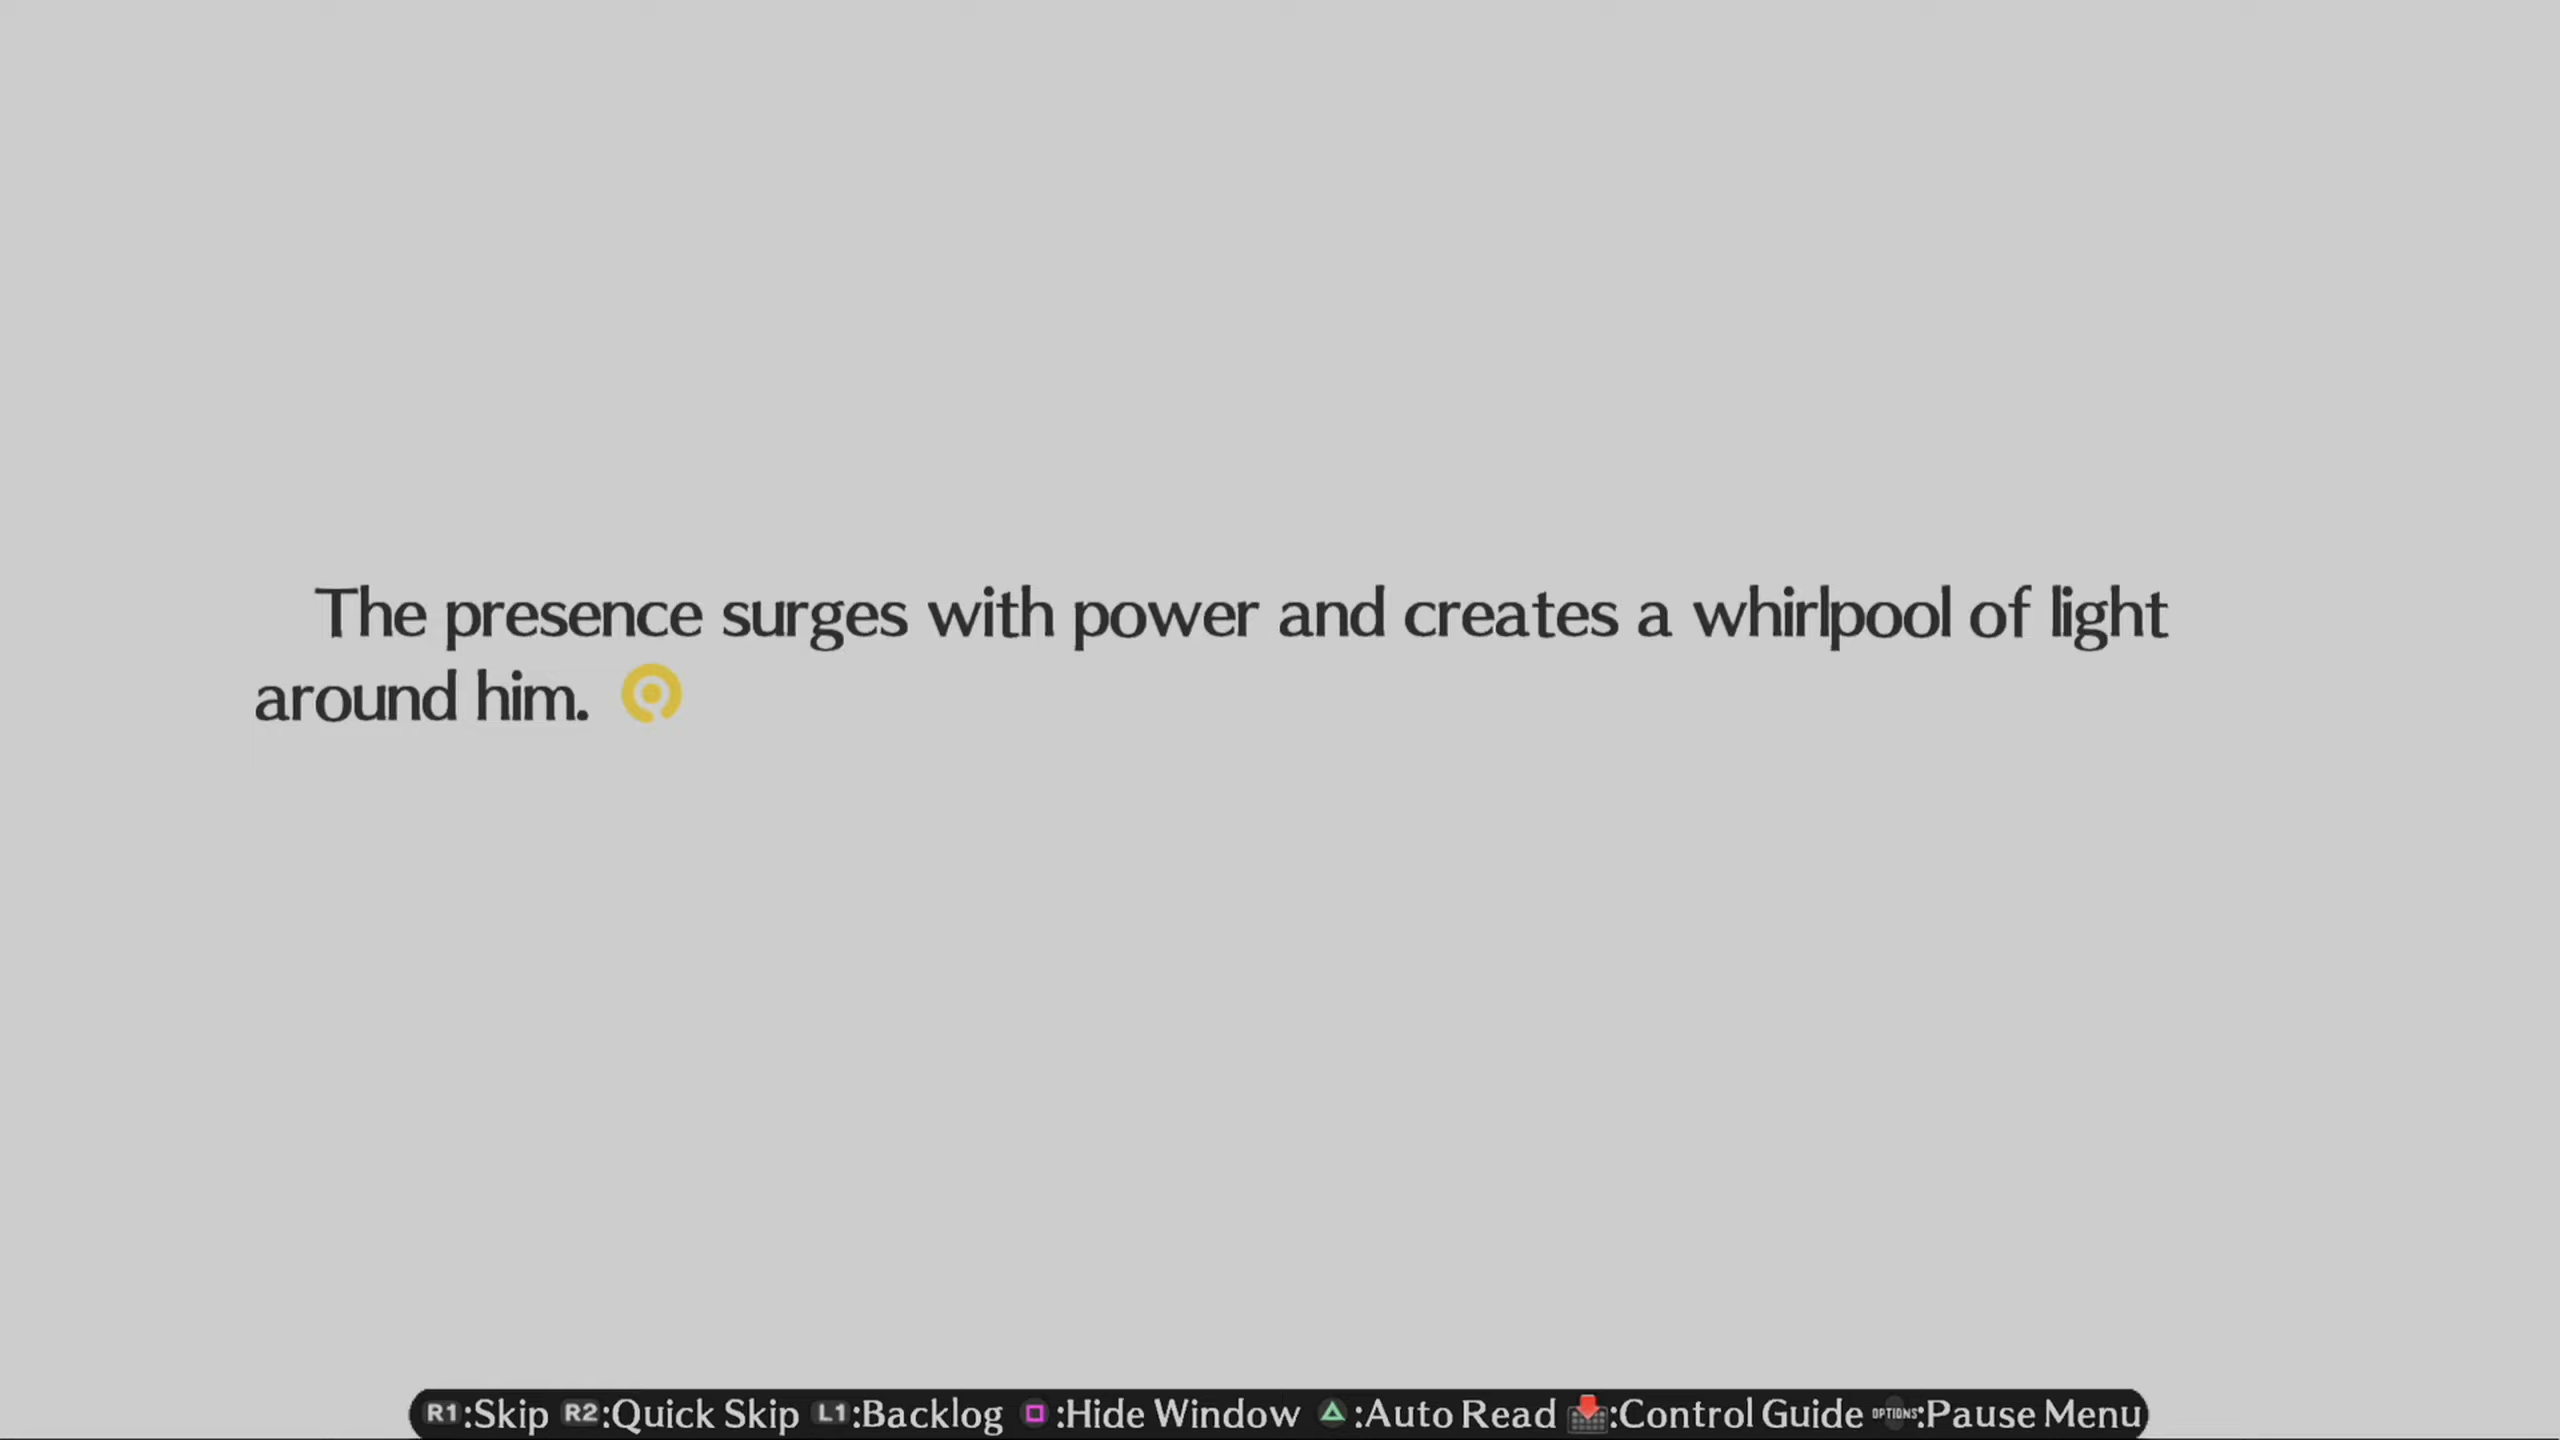 The presence surges with power and creates a whirlpool of light
around him.
R1:Skip R2:Quick Skip L1:Backlog :Hide Window :Auto Read :Control Guide OPTIONS:Pause Menu